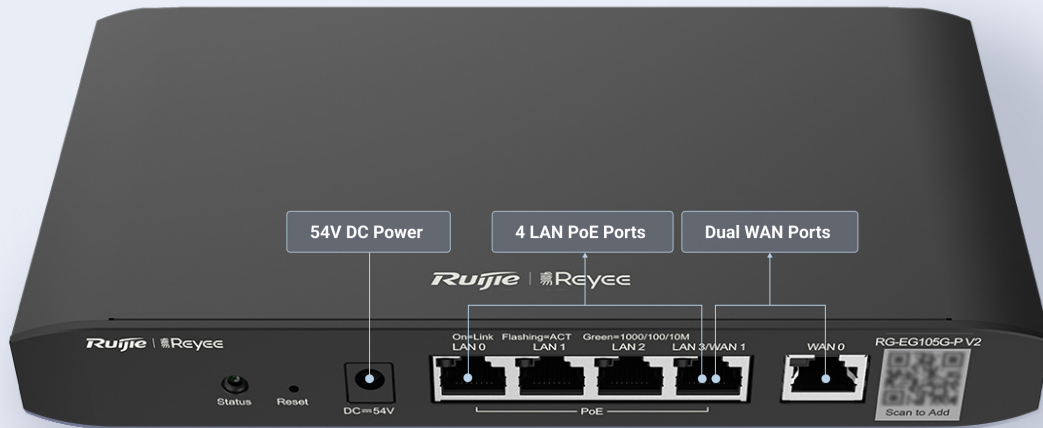 54V DC Power
4 LAN PoE Ports
Dual WAN Ports
Ruijie | 锐捷 Reyee
Ruijie | Reyee
On=Link Flashing=ACT Green=1000/100/10M
LAN 0 LAN 1 LAN 2 LAN 3/WAN 1
WAN 0
RG-EG105G-P V2
Status
Reset
DC⎓54V
PoE
Scan to Add